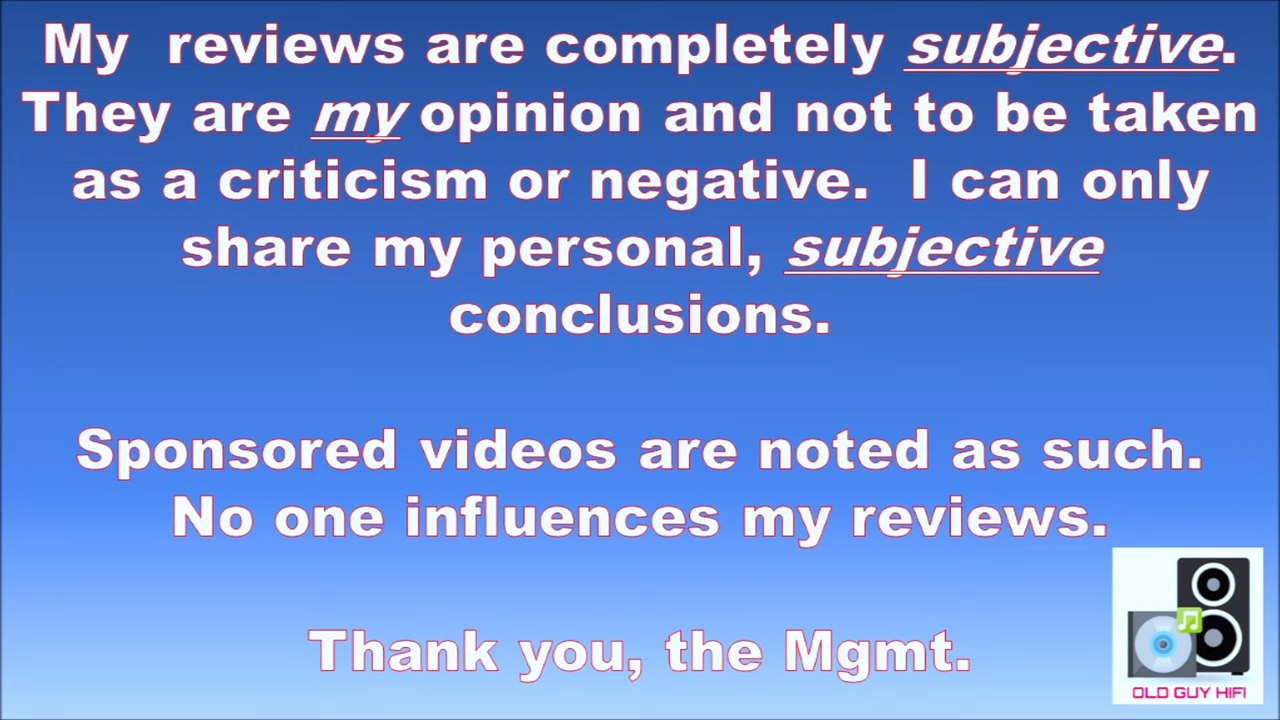 My  reviews are completely subjective.
They are my opinion and not to be taken
as a criticism or negative.  I can only
share my personal, subjective
conclusions.
Sponsored videos are noted as such.
No one influences my reviews.
Thank you, the Mgmt.
OLD GUY HIFI